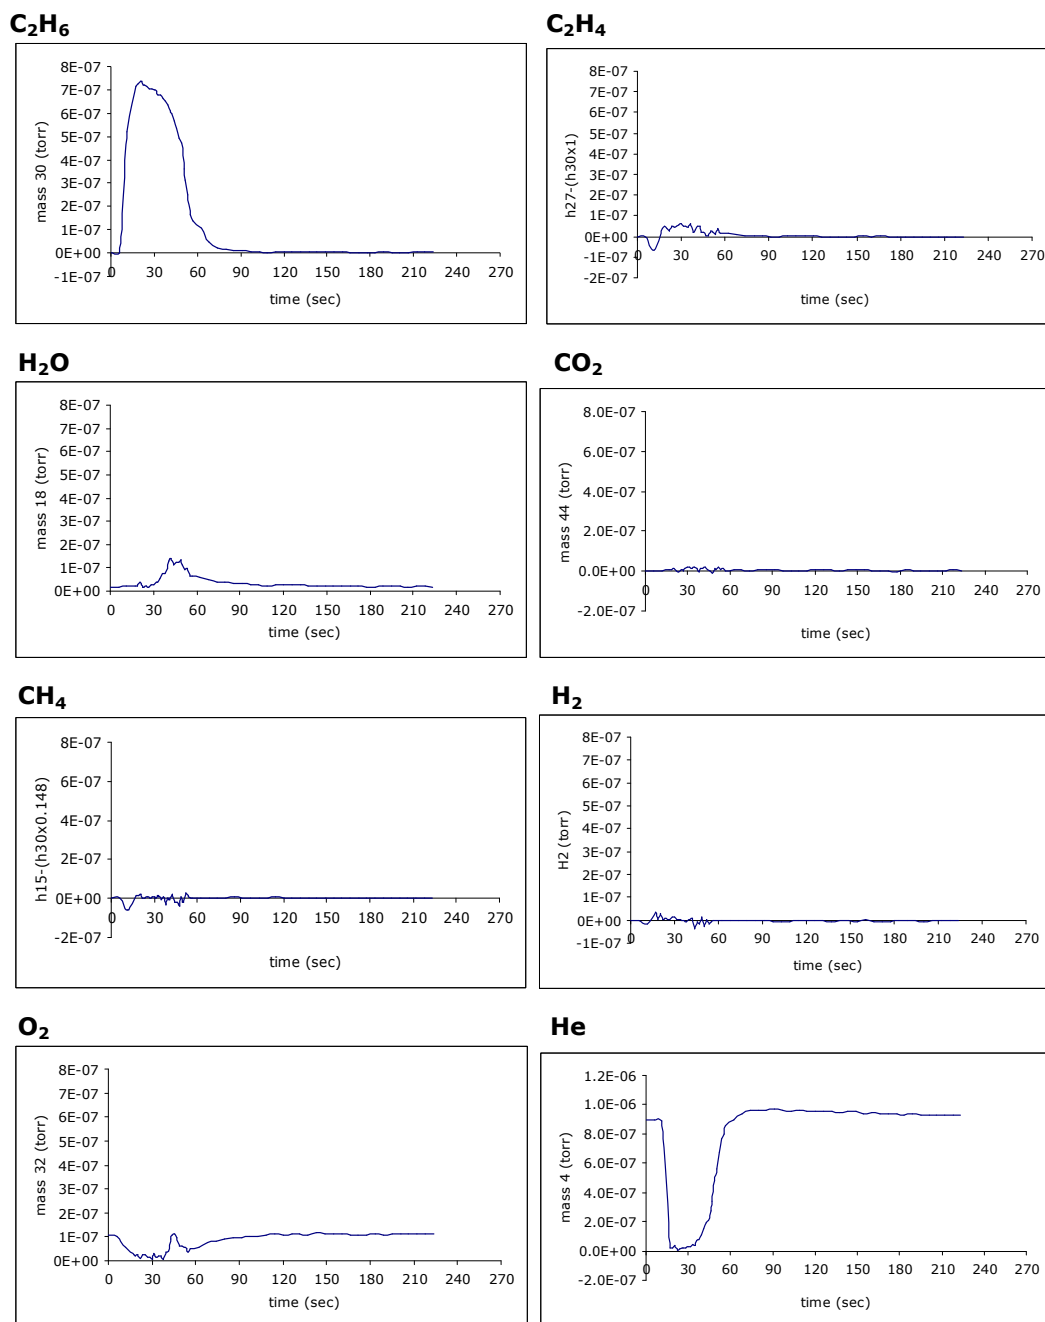 C₂H₆
8E-07
7E-07
6E-07
5E-07
4E-07
3E-07
2E-07
1E-07
0E+00
-1E-07
mass 30 (torr)
0 30 60 90 120 150 180 210 240 270
time (sec)
C₂H₄
8E-07
7E-07
6E-07
5E-07
4E-07
3E-07
2E-07
1E-07
0E+00
-1E-07
-2E-07
h27-(h30x1)
0 30 60 90 120 150 180 210 240 270
time (sec)
H₂O
8E-07
7E-07
6E-07
5E-07
4E-07
3E-07
2E-07
1E-07
0E+00
mass 18 (torr)
0 30 60 90 120 150 180 210 240 270
time (sec)
CO₂
8.0E-07
6.0E-07
4.0E-07
2.0E-07
0.0E+00
-2.0E-07
mass 44 (torr)
0 30 60 90 120 150 180 210 240 270
time (sec)
CH₄
8E-07
6E-07
4E-07
2E-07
0E+00
-2E-07
h15-(h30x0.148)
0 30 60 90 120 150 180 210 240 270
time (sec)
H₂
8E-07
7E-07
6E-07
5E-07
4E-07
3E-07
2E-07
1E-07
0E+00
-1E-07
H2 (torr)
0 30 60 90 120 150 180 210 240 270
time (sec)
O₂
8E-07
7E-07
6E-07
5E-07
4E-07
3E-07
2E-07
1E-07
0E+00
mass 32 (torr)
0 30 60 90 120 150 180 210 240 270
time (sec)
He
1.2E-06
1.0E-06
8.0E-07
6.0E-07
4.0E-07
2.0E-07
0.0E+00
-2.0E-07
mass 4 (torr)
0 30 60 90 120 150 180 210 240 270
time (sec)